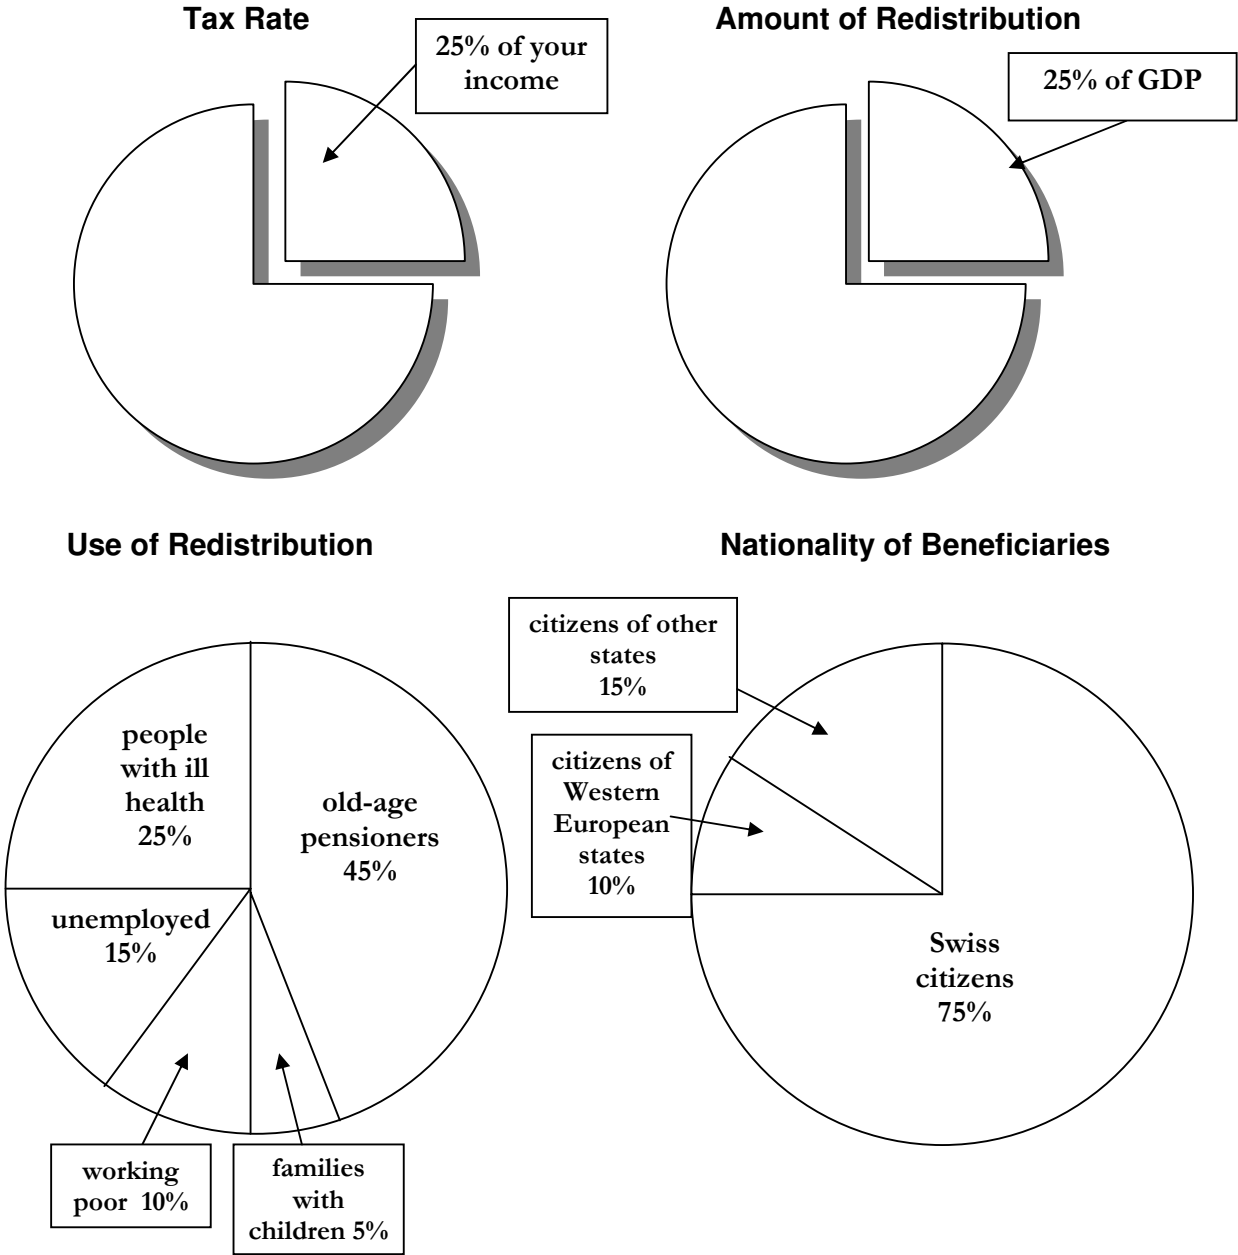 Tax Rate
25% of your
income
Amount of Redistribution
25% of GDP
Use of Redistribution
people
with ill
health
25%
old-age
pensioners
45%
unemployed
15%
working
poor 10%
families
with
children 5%
Nationality of Beneficiaries
citizens of other
states
15%
citizens of
Western
European
states
10%
Swiss
citizens
75%